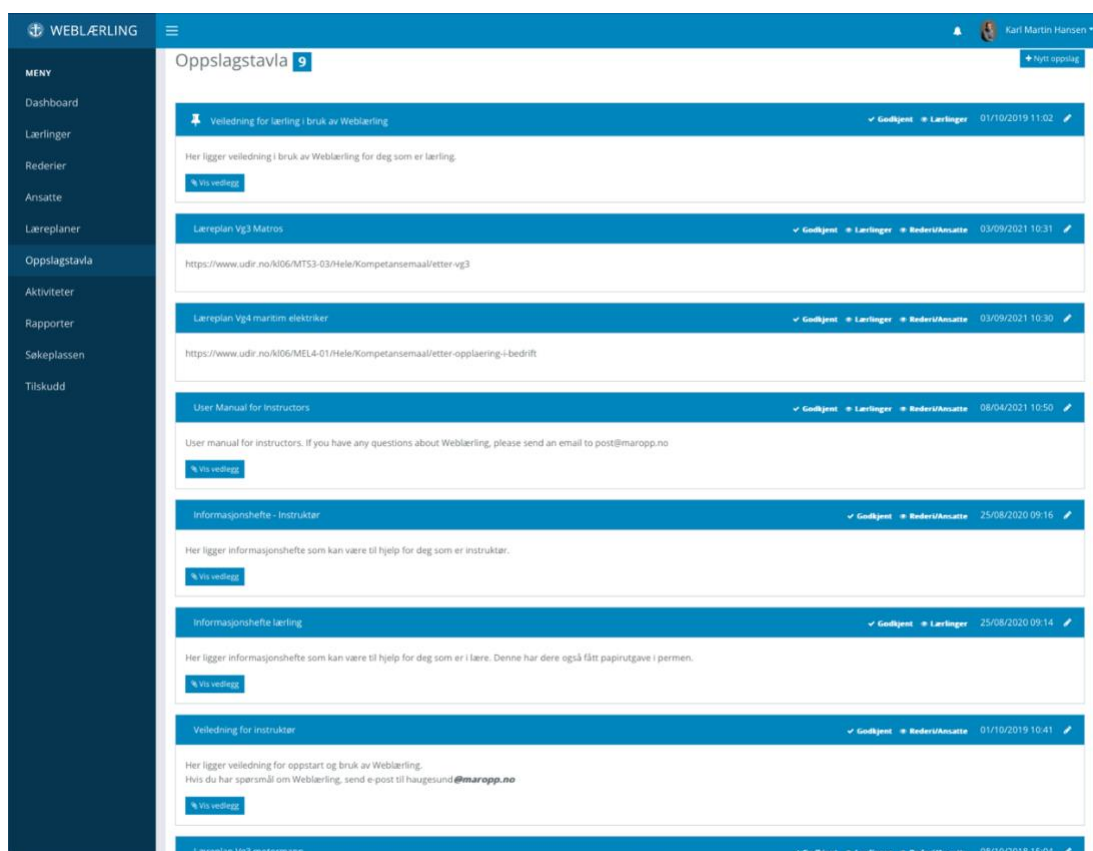 WEBLÆRLING
Karl Martin Hansen
MENY
Dashboard
Lærlinger
Rederier
Ansatte
Læreplaner
Oppslagstavla
Aktiviteter
Rapporter
Søkeplassen
Tilskudd
Oppslagstavla 9
+ Nytt oppslag
Veiledning for lærling i bruk av Weblærling Godkjent Lærlinger 01/10/2019 11:02
Her ligger veiledning i bruk av Weblærling for deg som er lærling.
Vis vedlegg
Læreplan Vg3 Matros Godkjent Lærlinger Rederi/Ansatte 03/09/2021 10:31
https://www.udir.no/kl06/MTS3-03/Hele/Kompetansemaal/etter-vg3
Læreplan Vg4 maritim elektriker Godkjent Lærlinger Rederi/Ansatte 03/09/2021 10:30
https://www.udir.no/kl06/MEL4-01/Hele/Kompetansemaal/etter-opplaering-i-bedrift
User Manual for Instructors Godkjent Lærlinger Rederi/Ansatte 08/04/2021 10:50
User manual for instructors. If you have any questions about Weblærling, please send an email to post@maropp.no
Vis vedlegg
Informasjonshefte - Instruktør Godkjent Rederi/Ansatte 25/08/2020 09:16
Her ligger informasjonshefte som kan være til hjelp for deg som er instruktør.
Vis vedlegg
Informasjonshefte lærling Godkjent Lærlinger 25/08/2020 09:14
Her ligger informasjonshefte som kan være til hjelp for deg som er i lære. Denne har dere også fått papirutgave i permen.
Vis vedlegg
Veiledning for instruktør Godkjent Rederi/Ansatte 01/10/2019 10:41
Her ligger veiledning for oppstart og bruk av Weblærling.
Hvis du har spørsmål om Weblærling, send e-post til haugesund@maropp.no
Vis vedlegg